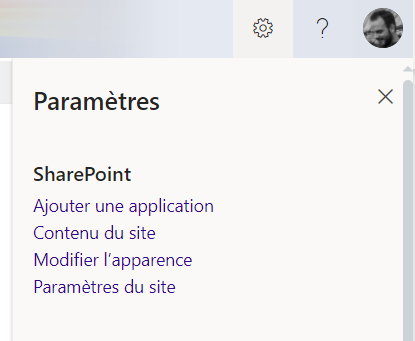 ?
Paramètres
SharePoint
Ajouter une application
Contenu du site
Modifier l'apparence
Paramètres du site